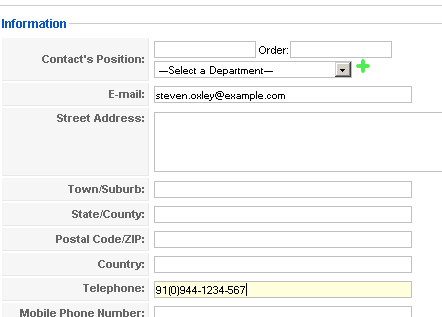 Information
Contact's Position: Order:
—Select a Department—
E-mail: steven.oxley@example.com
Street Address:
Town/Suburb:
State/County:
Postal Code/ZIP:
Country:
Telephone: 91(0)944-1234-567
Mobile Phone Number: